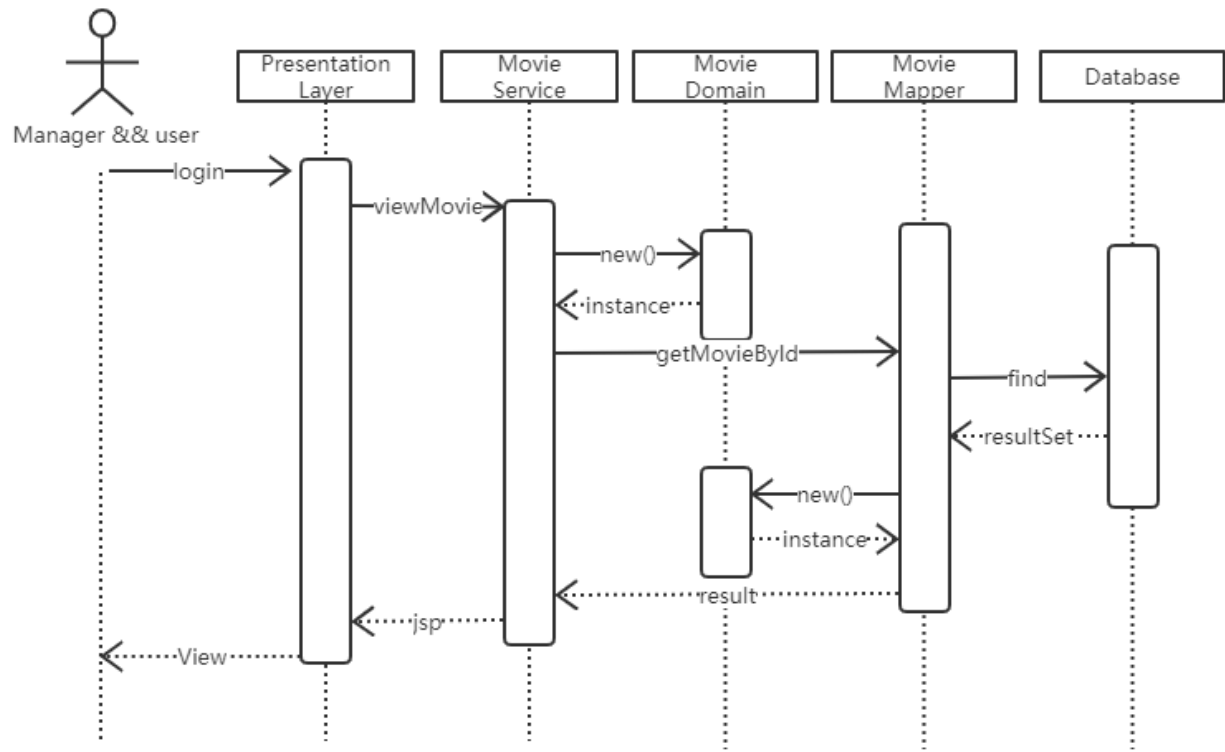 Presentation
Layer
Movie
Service
Movie
Domain
Movie
Mapper
Database
Manager && user
login
viewMovie
new()
instance
getMovieById
find
resultSet
new()
instance
result
jsp
View